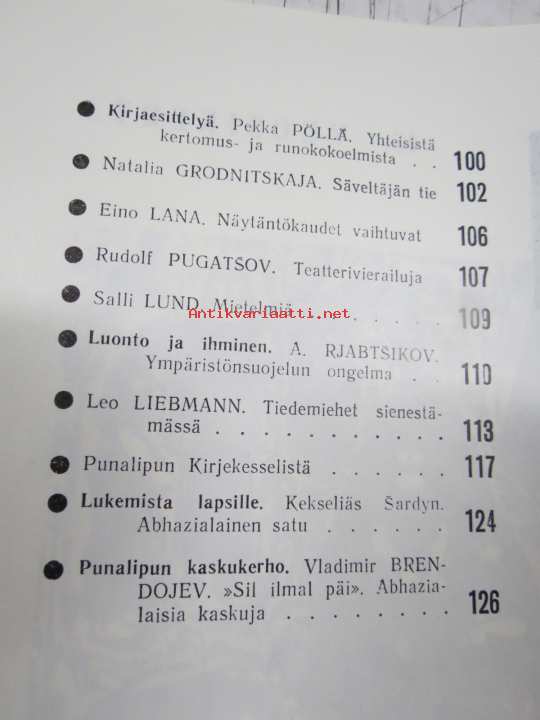 ● Kirjaesittelyä. Pekka PÖLLÄ. Yhteisistä
kertomus- ja runokokoelmista . . 100
● Natalia GRODNITSKAJA. Säveltäjän tie 102
● Eino LANA. Näytäntökaudet vaihtuvat 106
● Rudolf PUGATŠOV. Teatterivierailuja 107
● Salli LUND. Mietelmiä . . . . . 109
Antikvariaatti.net
● Luonto ja ihminen. A. RJABTŠIKOV.
Ympäristönsuojelun ongelma . . 110
● Leo LIEBMANN. Tiedemiehet sienestä-
mässä . . . . . . . . . . . 113
● Punalipun Kirjekesselistä . . . . . 117
● Lukemista lapsille. Kekseliäs Šardyn.
Abhazialainen satu . . . . . . 124
● Punalipun kaskukerho. Vladimir BREN-
DOJEV. »Sil ilmal päi». Abhazia-
laisia kaskuja . . . . . . . . 126